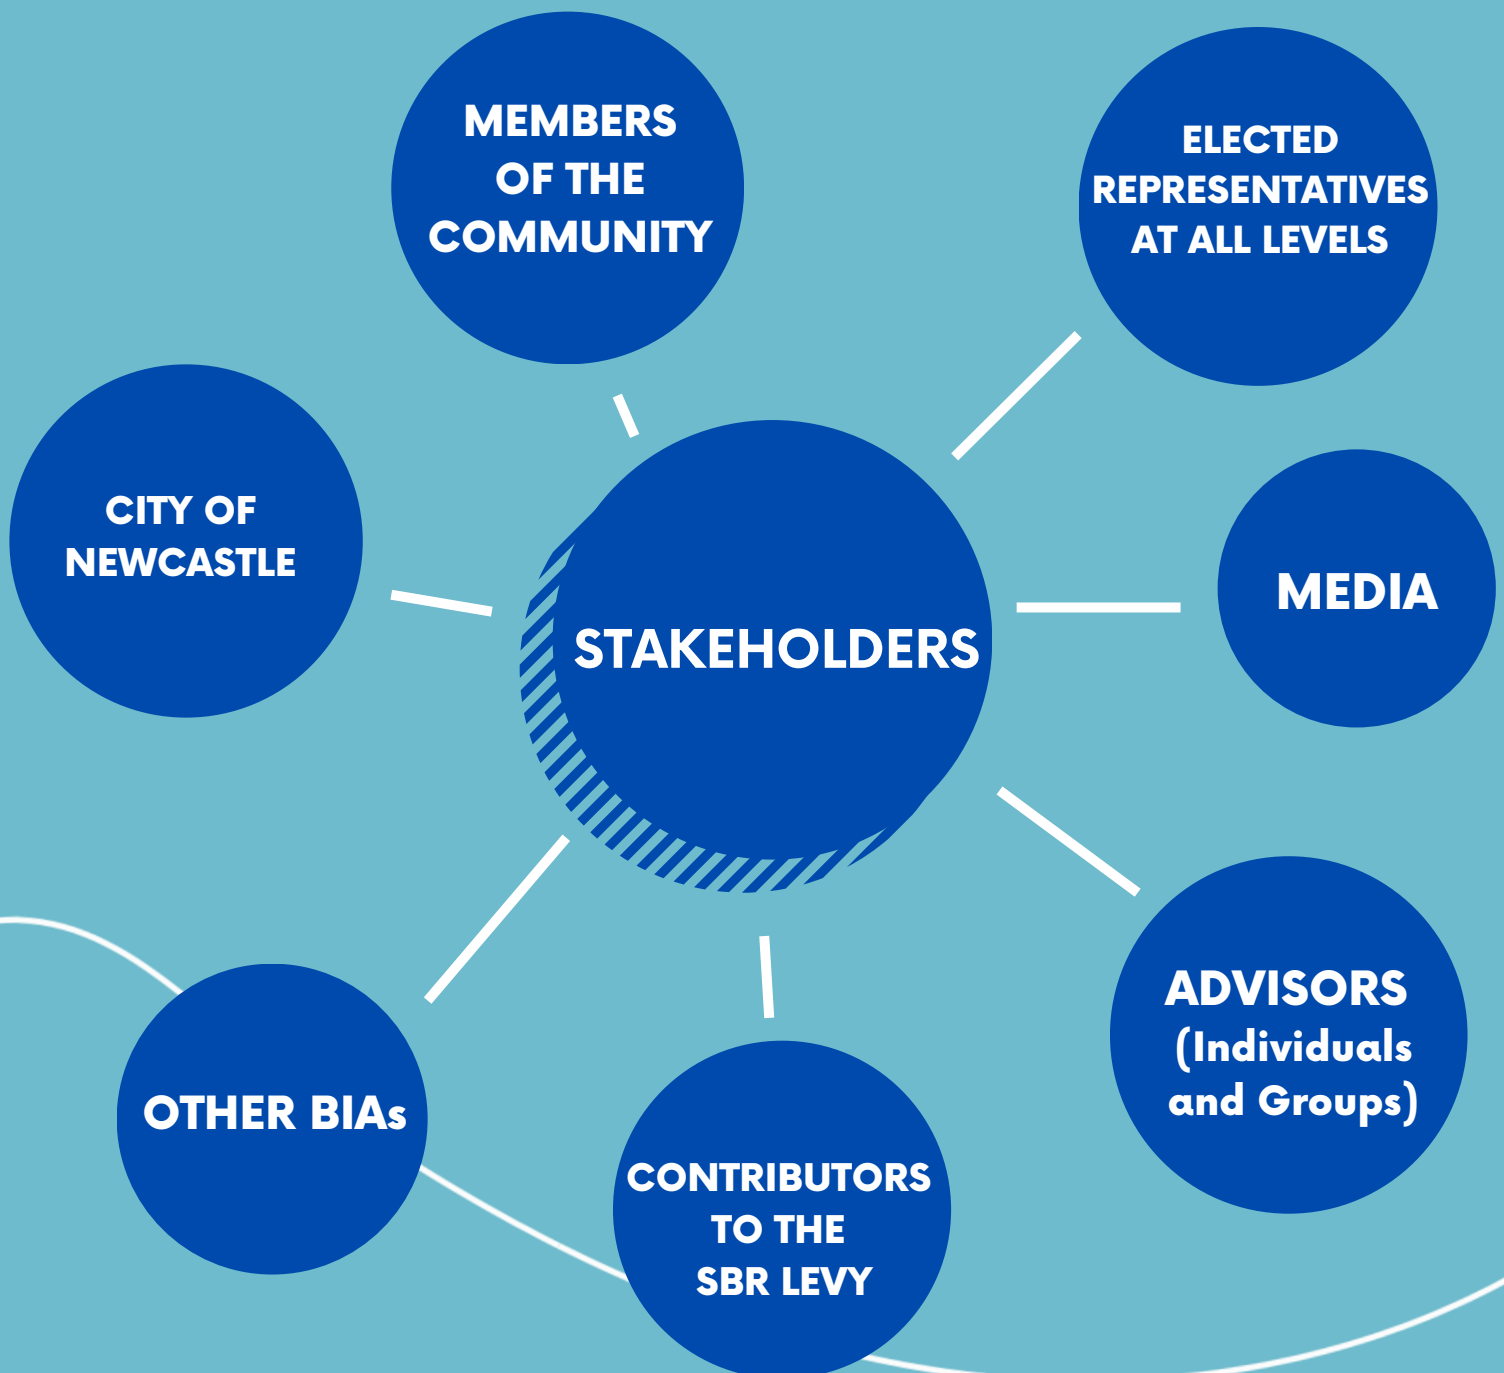 MEMBERS
OF THE
COMMUNITY
ELECTED
REPRESENTATIVES
AT ALL LEVELS
CITY OF
NEWCASTLE
STAKEHOLDERS
MEDIA
ADVISORS
(Individuals
and Groups)
OTHER BIAs
CONTRIBUTORS
TO THE
SBR LEVY